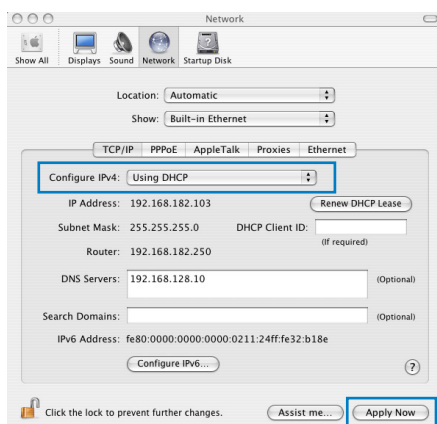 Network
Show All Displays Sound Network Startup Disk
Location: Automatic
Show: Built-in Ethernet
TCP/IP PPPoE AppleTalk Proxies Ethernet
Configure IPv4: Using DHCP
IP Address: 192.168.182.103 Renew DHCP Lease
Subnet Mask: 255.255.255.0 DHCP Client ID:
(If required)
Router: 192.168.182.250
DNS Servers: 192.168.128.10 (Optional)
Search Domains: (Optional)
IPv6 Address: fe80:0000:0000:0000:0211:24ff:fe32:b18e
Configure IPv6... ?
Click the lock to prevent further changes. Assist me... Apply Now